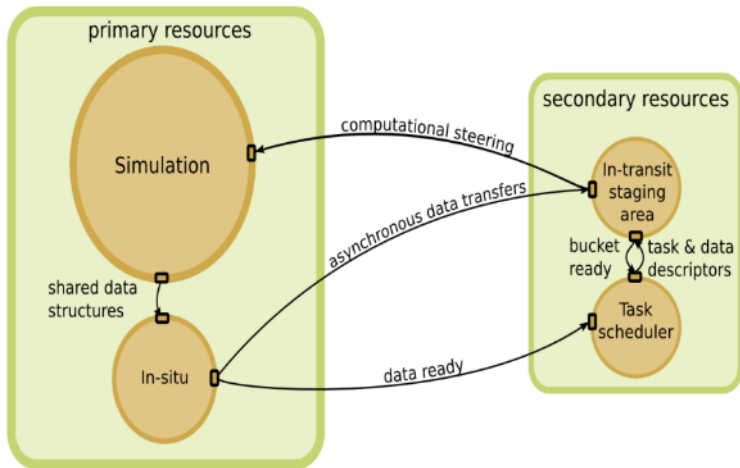 primary resources
Simulation
shared data
structures
In-situ
computational steering
asynchronous data transfers
data ready
secondary resources
In-transit
staging
area
bucket
ready
task & data
descriptors
Task
scheduler